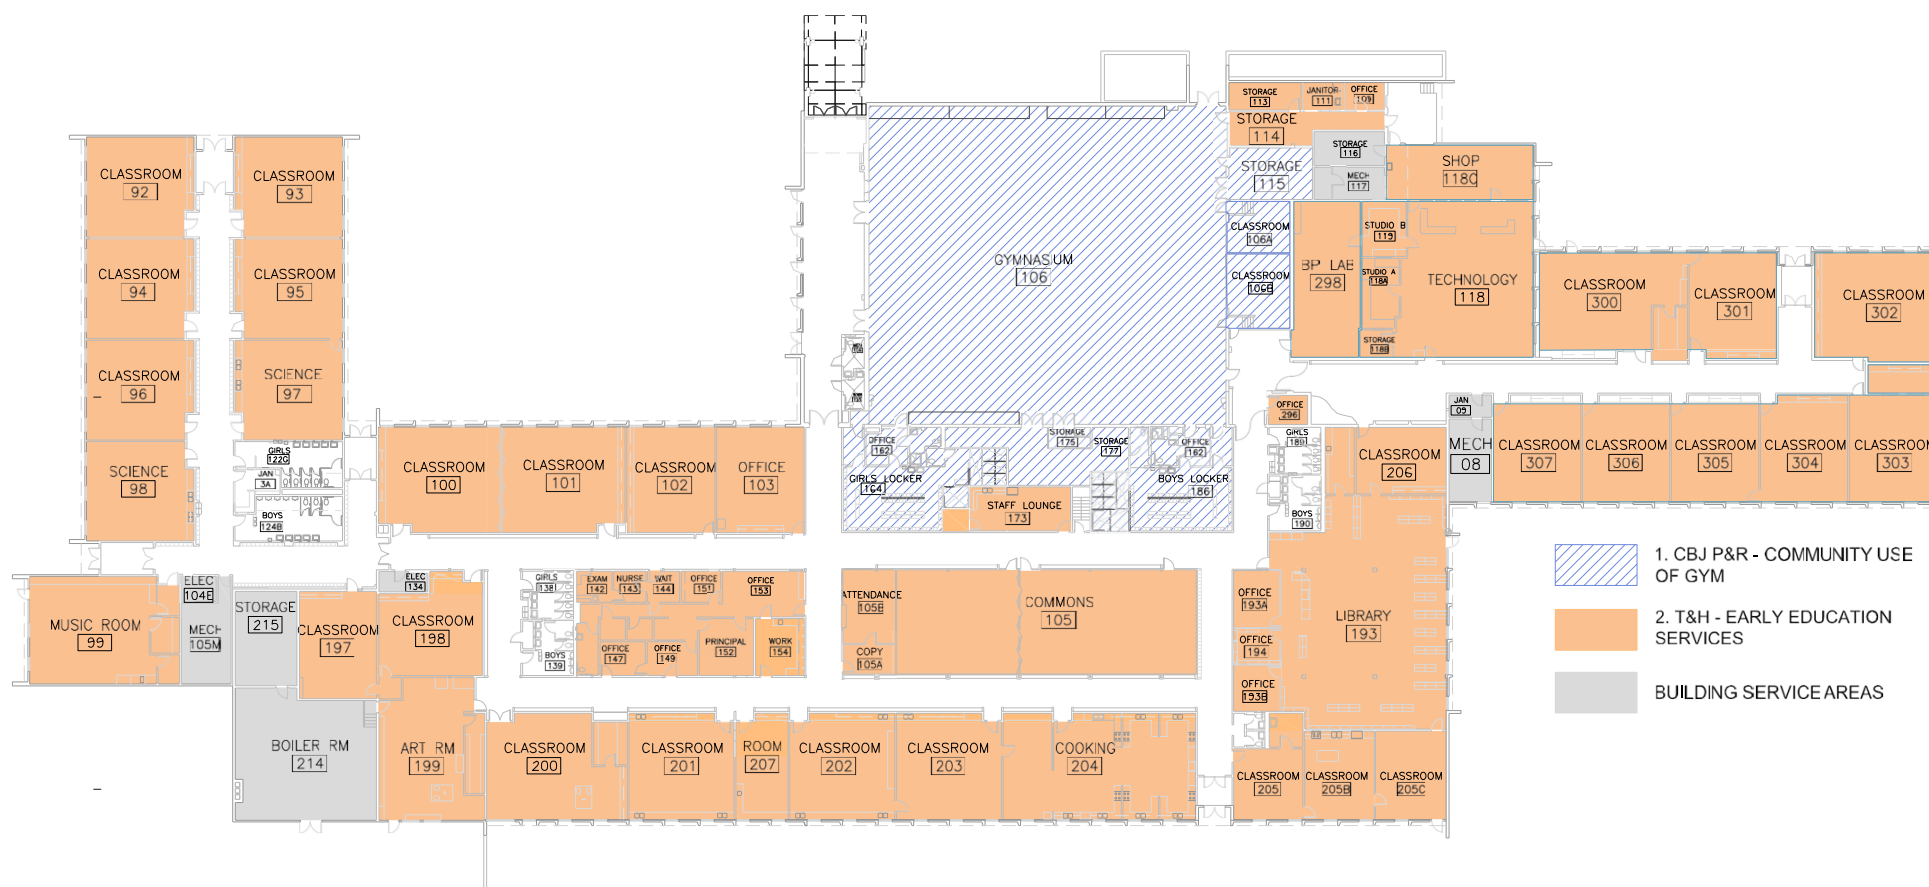 STORAGE
113
JANITOR
111
OFFICE
109
STORAGE
114
STORAGE
116
STORAGE
115
MECH
117
SHOP
118C
CLASSROOM
92
CLASSROOM
93
CLASSROOM
94
CLASSROOM
95
CLASSROOM
96
SCIENCE
97
SCIENCE
98
GIRLS
122G
JAN
3A
BOYS
124B
CLASSROOM
106A
CLASSROOM
106B
GYMNASIUM
106
BP LAB
298
STUDIO B
119
STUDIO A
118A
STORAGE
118B
TECHNOLOGY
118
CLASSROOM
300
CLASSROOM
301
CLASSROOM
302
CLASSROOM
100
CLASSROOM
101
CLASSROOM
102
OFFICE
103
OFFICE
162
GIRLS LOCKER
164
STORAGE
175
STORAGE
177
OFFICE
162
BOYS LOCKER
186
STAFF LOUNGE
173
OFFICE
296
GIRLS
189
BOYS
190
CLASSROOM
206
JAN
09
MECH
08
CLASSROOM
307
CLASSROOM
306
CLASSROOM
305
CLASSROOM
304
CLASSROOM
303
MUSIC ROOM
99
ELEC
104E
MECH
105M
STORAGE
215
CLASSROOM
197
ELEC
134
CLASSROOM
198
GIRLS
138
BOYS
139
EXAM
142
NURSE
143
WAIT
144
OFFICE
151
OFFICE
153
OFFICE
147
OFFICE
149
PRINCIPAL
152
WORK
154
ATTENDANCE
105B
COPY
105A
COMMONS
105
OFFICE
193A
OFFICE
194
OFFICE
193B
LIBRARY
193
BOILER RM
214
ART RM
199
CLASSROOM
200
CLASSROOM
201
ROOM
207
CLASSROOM
202
CLASSROOM
203
COOKING
204
CLASSROOM
205
CLASSROOM
205B
CLASSROOM
205C
1. CBJ P&R - COMMUNITY USE
OF GYM
2. T&H - EARLY EDUCATION
SERVICES
BUILDING SERVICE AREAS